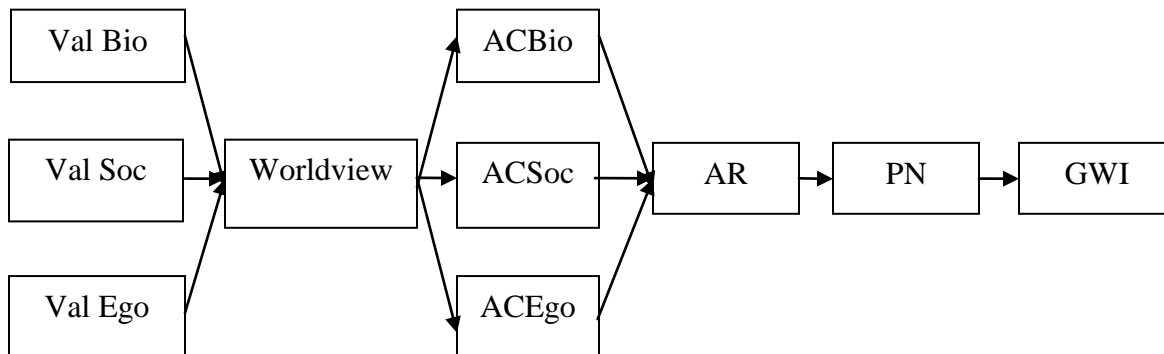 Val Bio
ACBio
Val Soc
Worldview
ACSoc
AR
PN
GWI
Val Ego
ACEgo